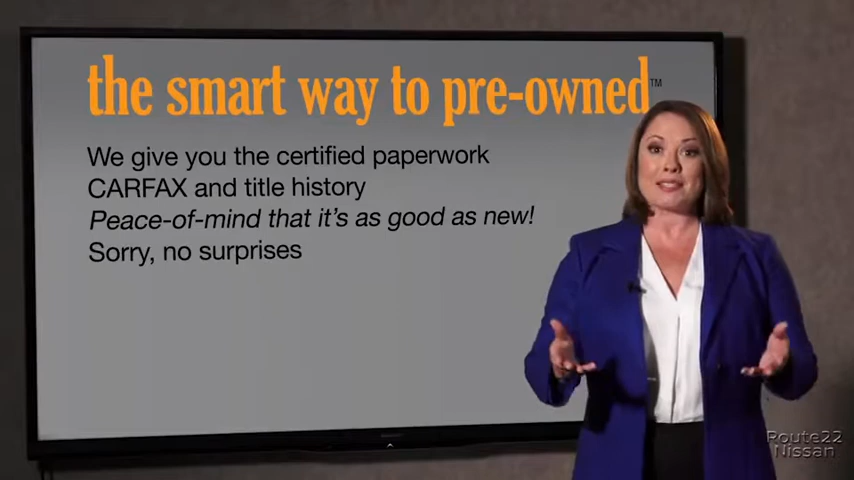 the smart way to pre-owned™
We give you the certified paperwork
CARFAX and title history
Peace-of-mind that it's as good as new!
Sorry, no surprises
Route22
Nissan